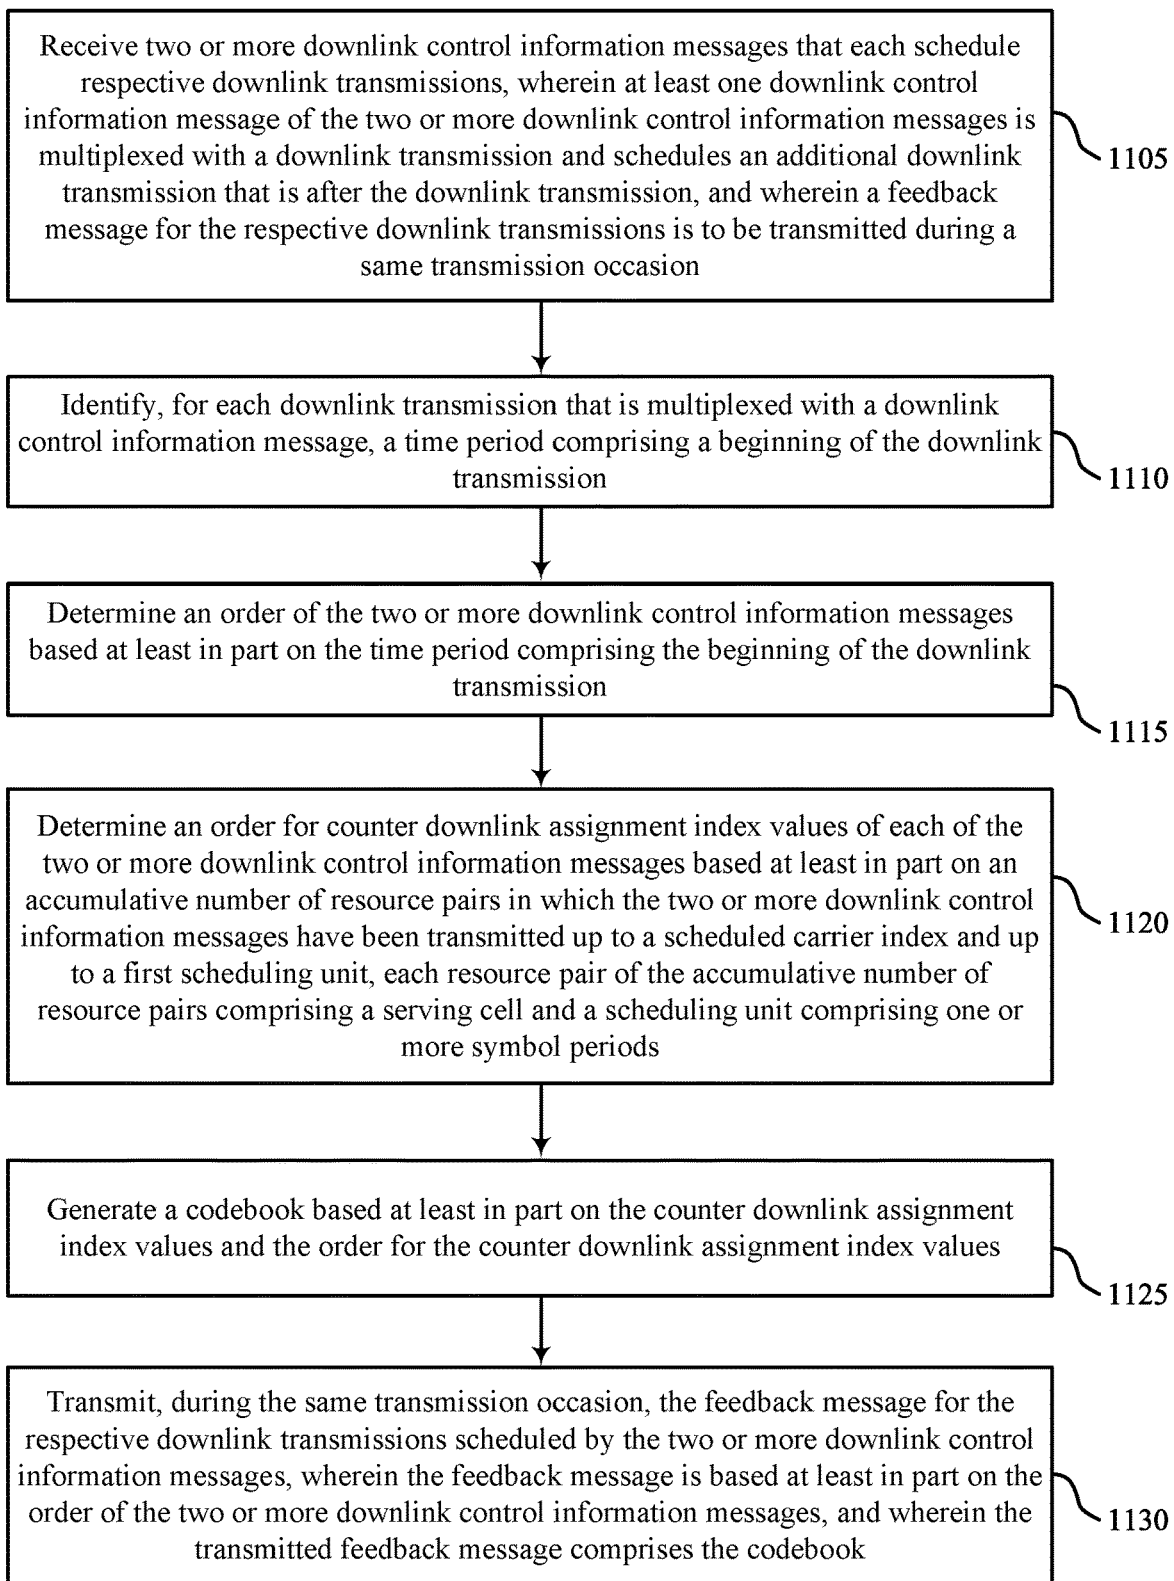 Receive two or more downlink control information messages that each schedule
respective downlink transmissions, wherein at least one downlink control
information message of the two or more downlink control information messages is
multiplexed with a downlink transmission and schedules an additional downlink
transmission that is after the downlink transmission, and wherein a feedback
message for the respective downlink transmissions is to be transmitted during a
same transmission occasion
1105
Identify, for each downlink transmission that is multiplexed with a downlink
control information message, a time period comprising a beginning of the downlink
transmission
1110
Determine an order of the two or more downlink control information messages
based at least in part on the time period comprising the beginning of the downlink
transmission
1115
Determine an order for counter downlink assignment index values of each of the
two or more downlink control information messages based at least in part on an
accumulative number of resource pairs in which the two or more downlink control
information messages have been transmitted up to a scheduled carrier index and up
to a first scheduling unit, each resource pair of the accumulative number of
resource pairs comprising a serving cell and a scheduling unit comprising one or
more symbol periods
1120
Generate a codebook based at least in part on the counter downlink assignment
index values and the order for the counter downlink assignment index values
1125
Transmit, during the same transmission occasion, the feedback message for the
respective downlink transmissions scheduled by the two or more downlink control
information messages, wherein the feedback message is based at least in part on the
order of the two or more downlink control information messages, and wherein the
transmitted feedback message comprises the codebook
1130